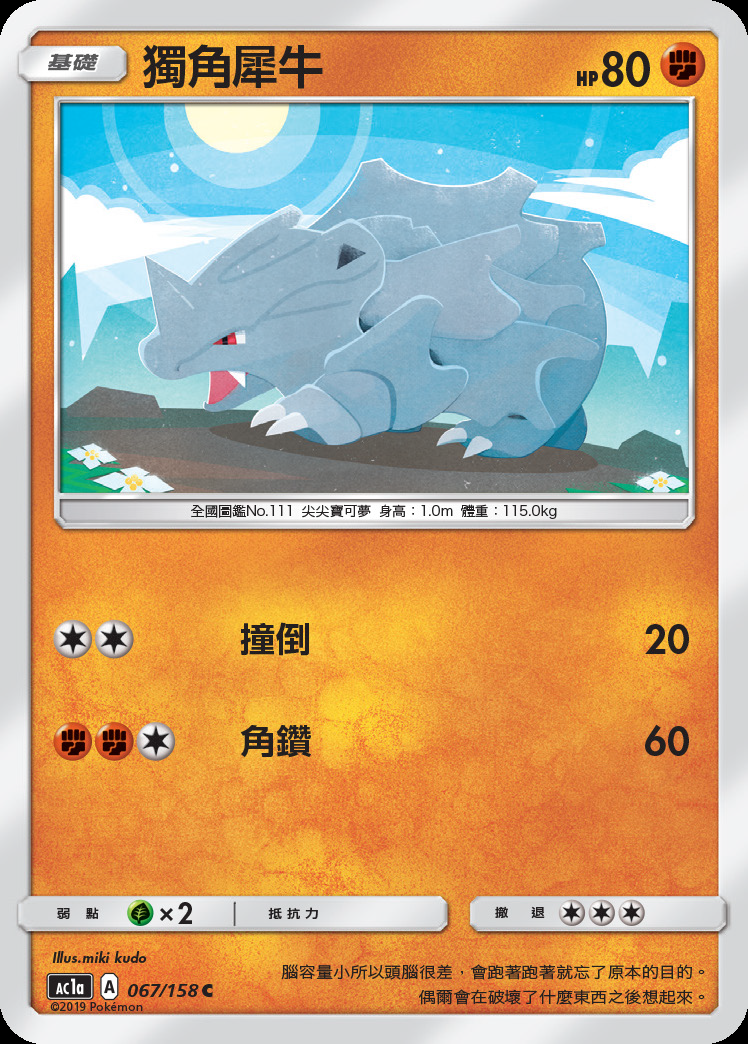 基礎 獨角犀牛 HP80
全國圖鑑No.111 尖尖寶可夢 身高：1.0m 體重：115.0kg
撞倒 20
角鑽 60
弱點 ×2 抵抗力 撤退
Illus.miki kudo
腦容量小所以頭腦很差，會跑著跑著就忘了原本的目的。
AC1a A 067/158 C
偶爾會在破壞了什麼東西之後想起來。
©2019 Pokémon